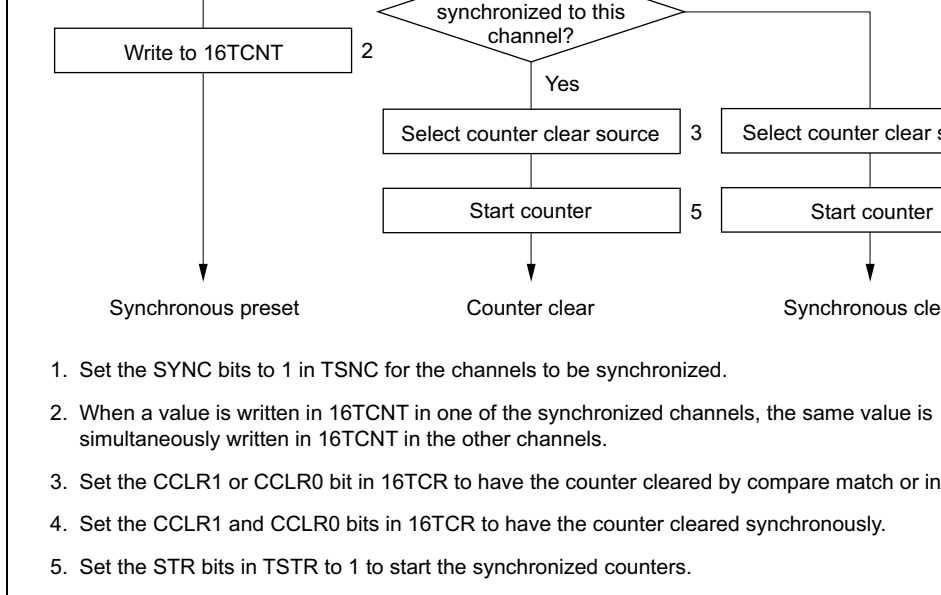 synchronized to this
channel?
Write to 16TCNT 2
Yes
Select counter clear source 3 Select counter clear
Start counter 5 Start counter
Synchronous preset Counter clear Synchronous
1. Set the SYNC bits to 1 in TSNC for the channels to be synchronized.
2. When a value is written in 16TCNT in one of the synchronized channels, the same value is
simultaneously written in 16TCNT in the other channels.
3. Set the CCLR1 or CCLR0 bit in 16TCR to have the counter cleared by compare match or
4. Set the CCLR1 and CCLR0 bits in 16TCR to have the counter cleared synchronously.
5. Set the STR bits in TSTR to 1 to start the synchronized counters.